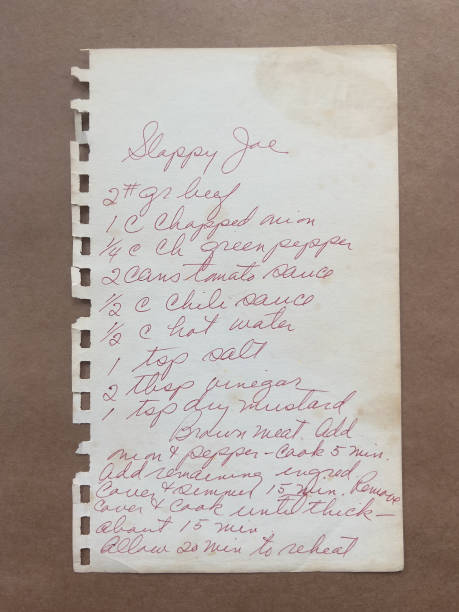 Slappy Joe
2# gr beef
1 c chopped onion
1/4 c ch green pepper
2 cans tomato sauce
1/2 c chili sauce
1/2 c hot water
1 tsp salt
2 tbsp vinegar
1 tsp dry mustard
Brown meat. Add
onion & pepper - cook 5 min.
Add remaining ingred
Cover & simmer 15 min. Remove
cover & cook until thick -
about 15 min.
Allow 20 min to reheat